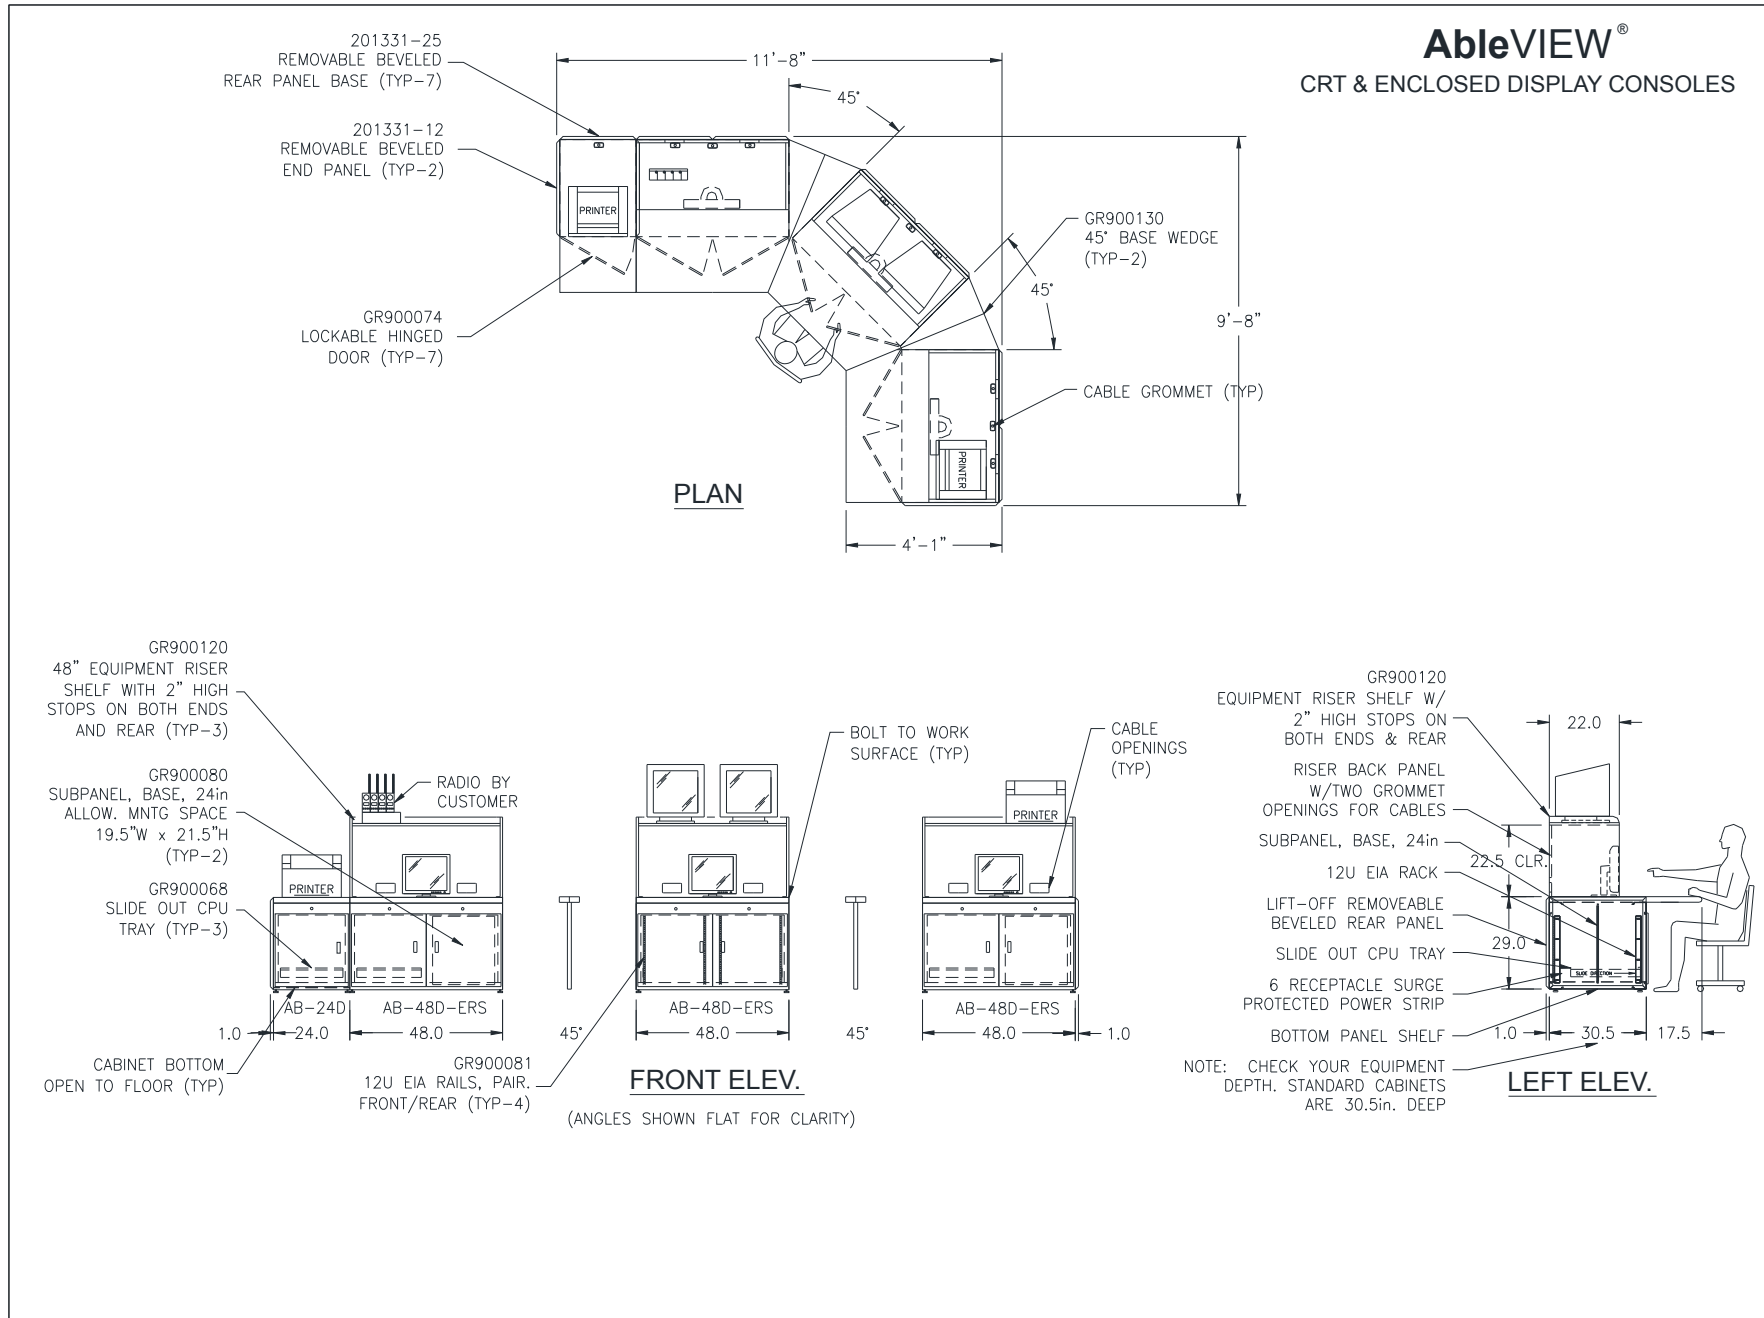 AbleVIEW®
CRT & ENCLOSED DISPLAY CONSOLES
201331-25
REMOVABLE BEVELED
REAR PANEL BASE (TYP-7)
201331-12
REMOVABLE BEVELED
END PANEL (TYP-2)
GR900074
LOCKABLE HINGED
DOOR (TYP-7)
11'-8"
45°
PRINTER
GR900130
45° BASE WEDGE
(TYP-2)
45°
9'-8"
CABLE GROMMET (TYP)
PRINTER
4'-1"
PLAN
GR900120
48" EQUIPMENT RISER
SHELF WITH 2" HIGH
STOPS ON BOTH ENDS
AND REAR (TYP-3)
GR900080
SUBPANEL, BASE, 24in
ALLOW. MNTG SPACE
19.5"W x 21.5"H
(TYP-2)
GR900068
SLIDE OUT CPU
TRAY (TYP-3)
RADIO BY
CUSTOMER
PRINTER
BOLT TO WORK
SURFACE (TYP)
CABLE
OPENINGS
(TYP)
PRINTER
AB-24D
AB-48D-ERS
AB-48D-ERS
AB-48D-ERS
1.0
24.0
48.0
45°
48.0
45°
48.0
1.0
CABINET BOTTOM
OPEN TO FLOOR (TYP)
GR900081
12U EIA RAILS, PAIR.
FRONT/REAR (TYP-4)
FRONT ELEV.
(ANGLES SHOWN FLAT FOR CLARITY)
GR900120
EQUIPMENT RISER SHELF W/
2" HIGH STOPS ON
BOTH ENDS & REAR
RISER BACK PANEL
W/TWO GROMMET
OPENINGS FOR CABLES
SUBPANEL, BASE, 24in
12U EIA RACK
LIFT-OFF REMOVEABLE
BEVELED REAR PANEL
SLIDE OUT CPU TRAY
6 RECEPTACLE SURGE
PROTECTED POWER STRIP
BOTTOM PANEL SHELF
NOTE: CHECK YOUR EQUIPMENT
DEPTH. STANDARD CABINETS
ARE 30.5in. DEEP
22.0
22.5 CLR.
29.0
SLIDE DIRECTION
1.0
30.5
17.5
LEFT ELEV.